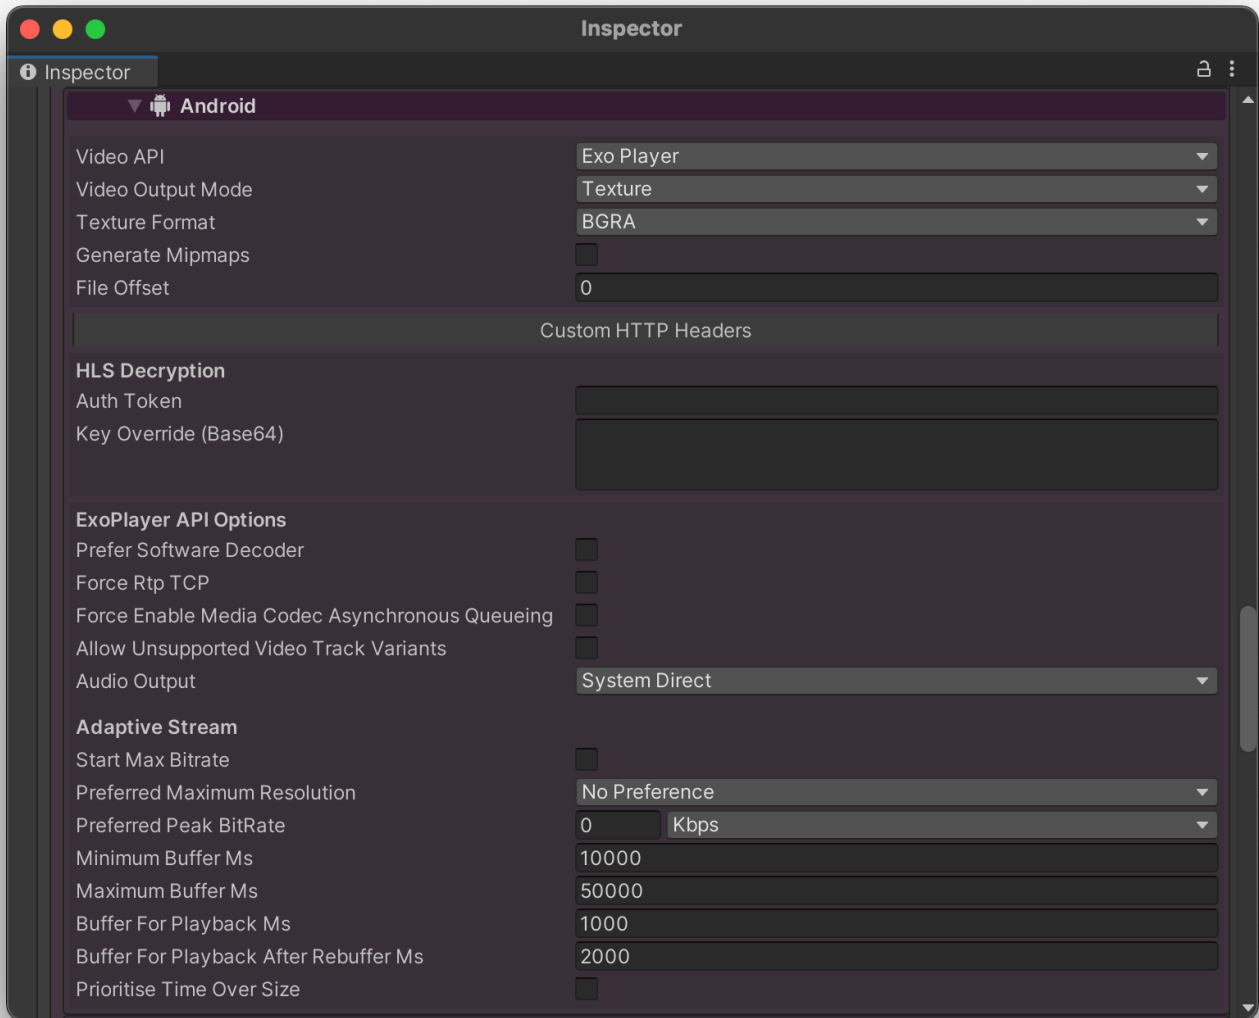 Inspector
Inspector
Android
Video API Exo Player
Video Output Mode Texture
Texture Format BGRA
Generate Mipmaps
File Offset 0
Custom HTTP Headers
HLS Decryption
Auth Token
Key Override (Base64)
ExoPlayer API Options
Prefer Software Decoder
Force Rtp TCP
Force Enable Media Codec Asynchronous Queueing
Allow Unsupported Video Track Variants
Audio Output System Direct
Adaptive Stream
Start Max Bitrate
Preferred Maximum Resolution No Preference
Preferred Peak BitRate 0 Kbps
Minimum Buffer Ms 10000
Maximum Buffer Ms 50000
Buffer For Playback Ms 1000
Buffer For Playback After Rebuffer Ms 2000
Prioritise Time Over Size